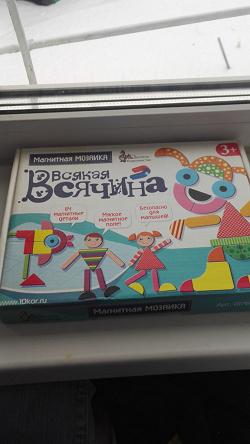 Магнитная мозаика
3+
Всякая
Всячина
84
магнитные
детали
Мягкое
магнитное
поле!
Безопасно
для
малышей!
www.10kor.ru
Магнитная мозаика